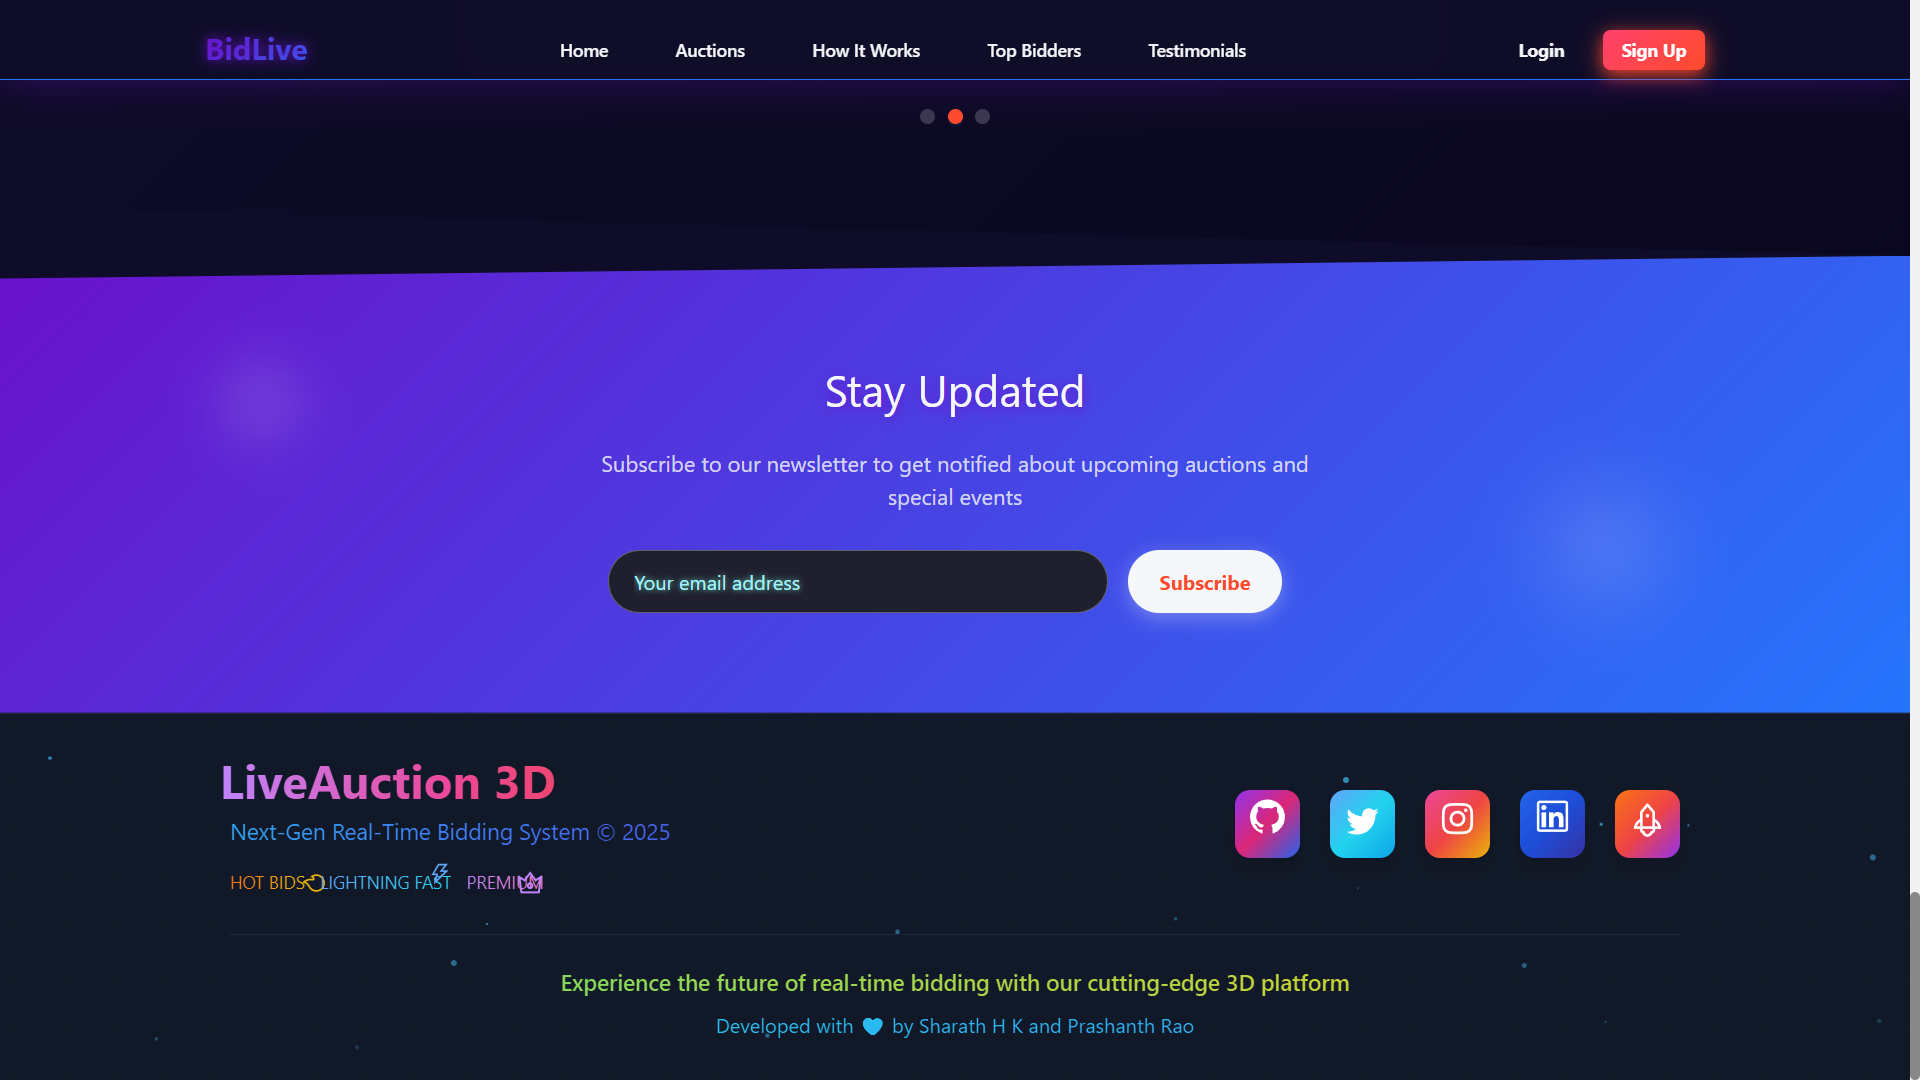 BidLive
Home
Auctions
How It Works
Top Bidders
Testimonials
Login
Sign Up
Stay Updated
Subscribe to our newsletter to get notified about upcoming auctions and
special events
Your email address
Subscribe
LiveAuction 3D
Next-Gen Real-Time Bidding System © 2025
HOT BIDS
LIGHTNING FAST
PREMIUM
Experience the future of real-time bidding with our cutting-edge 3D platform
Developed with
by Sharath H K and Prashanth Rao